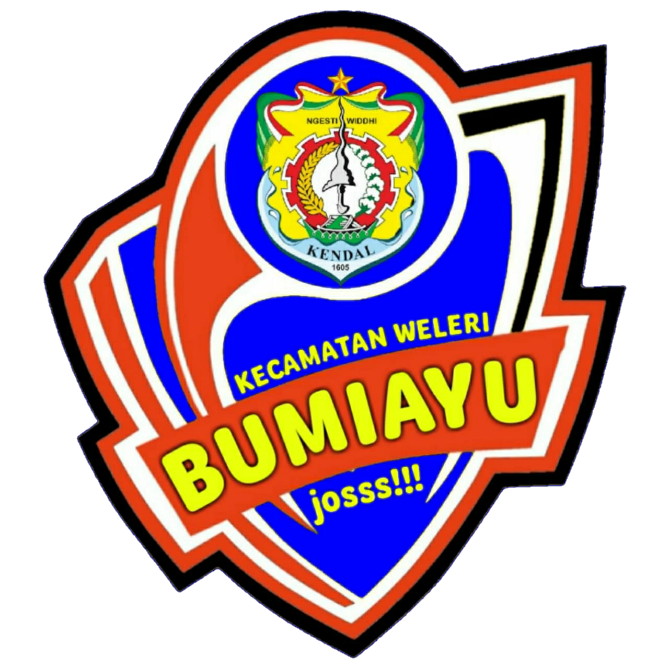 NGESTI WIDDHI
KENDAL
1605
KECAMATAN WELERI
BUMIAYU
josss!!!